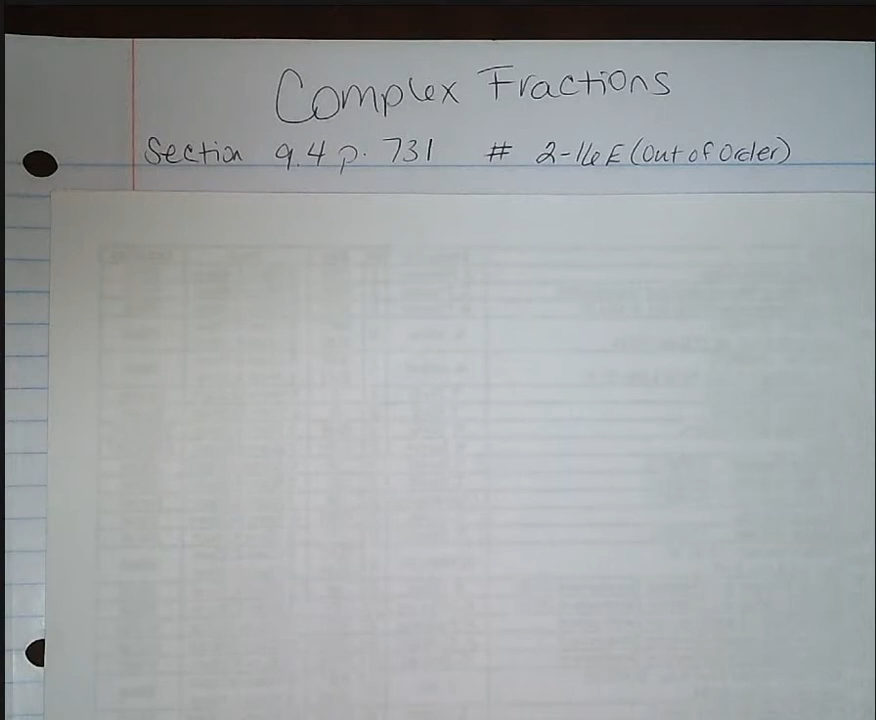 Complex Fractions
Section 9.4 p. 731 # 2-16 E (Out of Order)